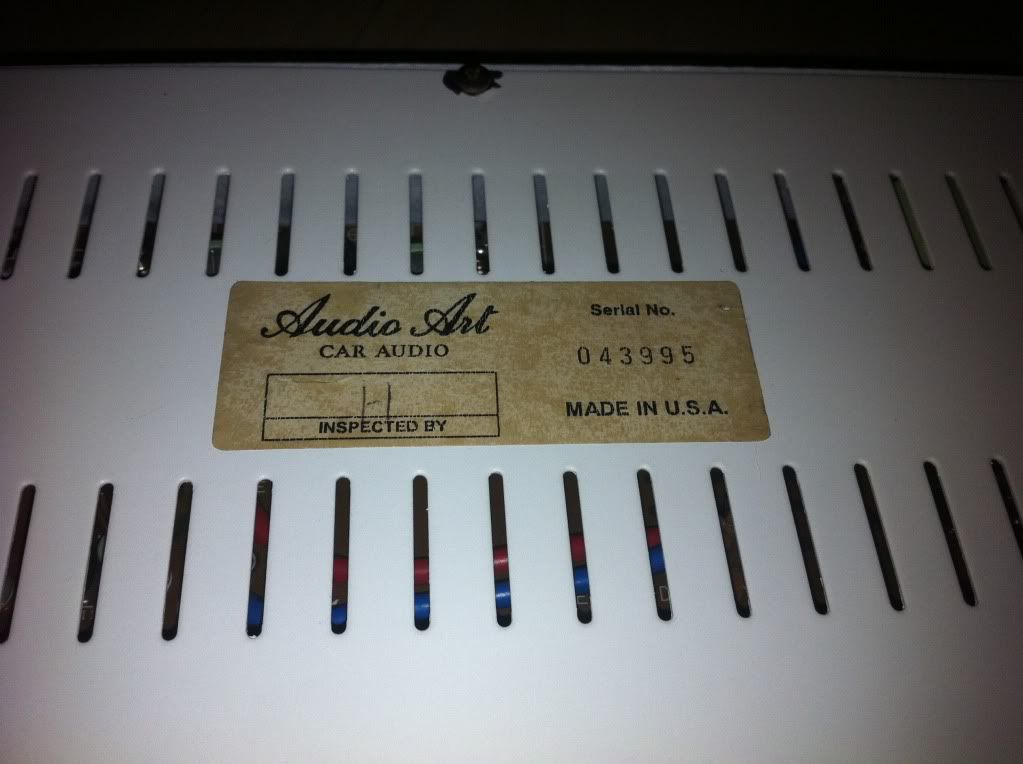 Audio Art
CAR AUDIO
H
INSPECTED BY
Serial No.
043995
MADE IN U.S.A.